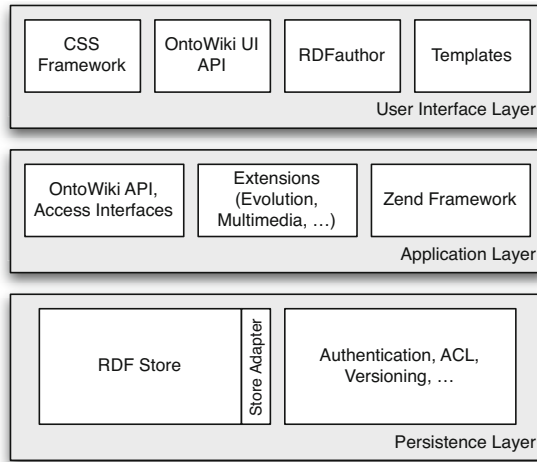 CSS
Framework
OntoWiki UI
API
RDFauthor
Templates
User Interface Layer
OntoWiki API,
Access Interfaces
Extensions
(Evolution,
Multimedia, …)
Zend Framework
Application Layer
RDF Store
Store Adapter
Authentication, ACL,
Versioning, …
Persistence Layer